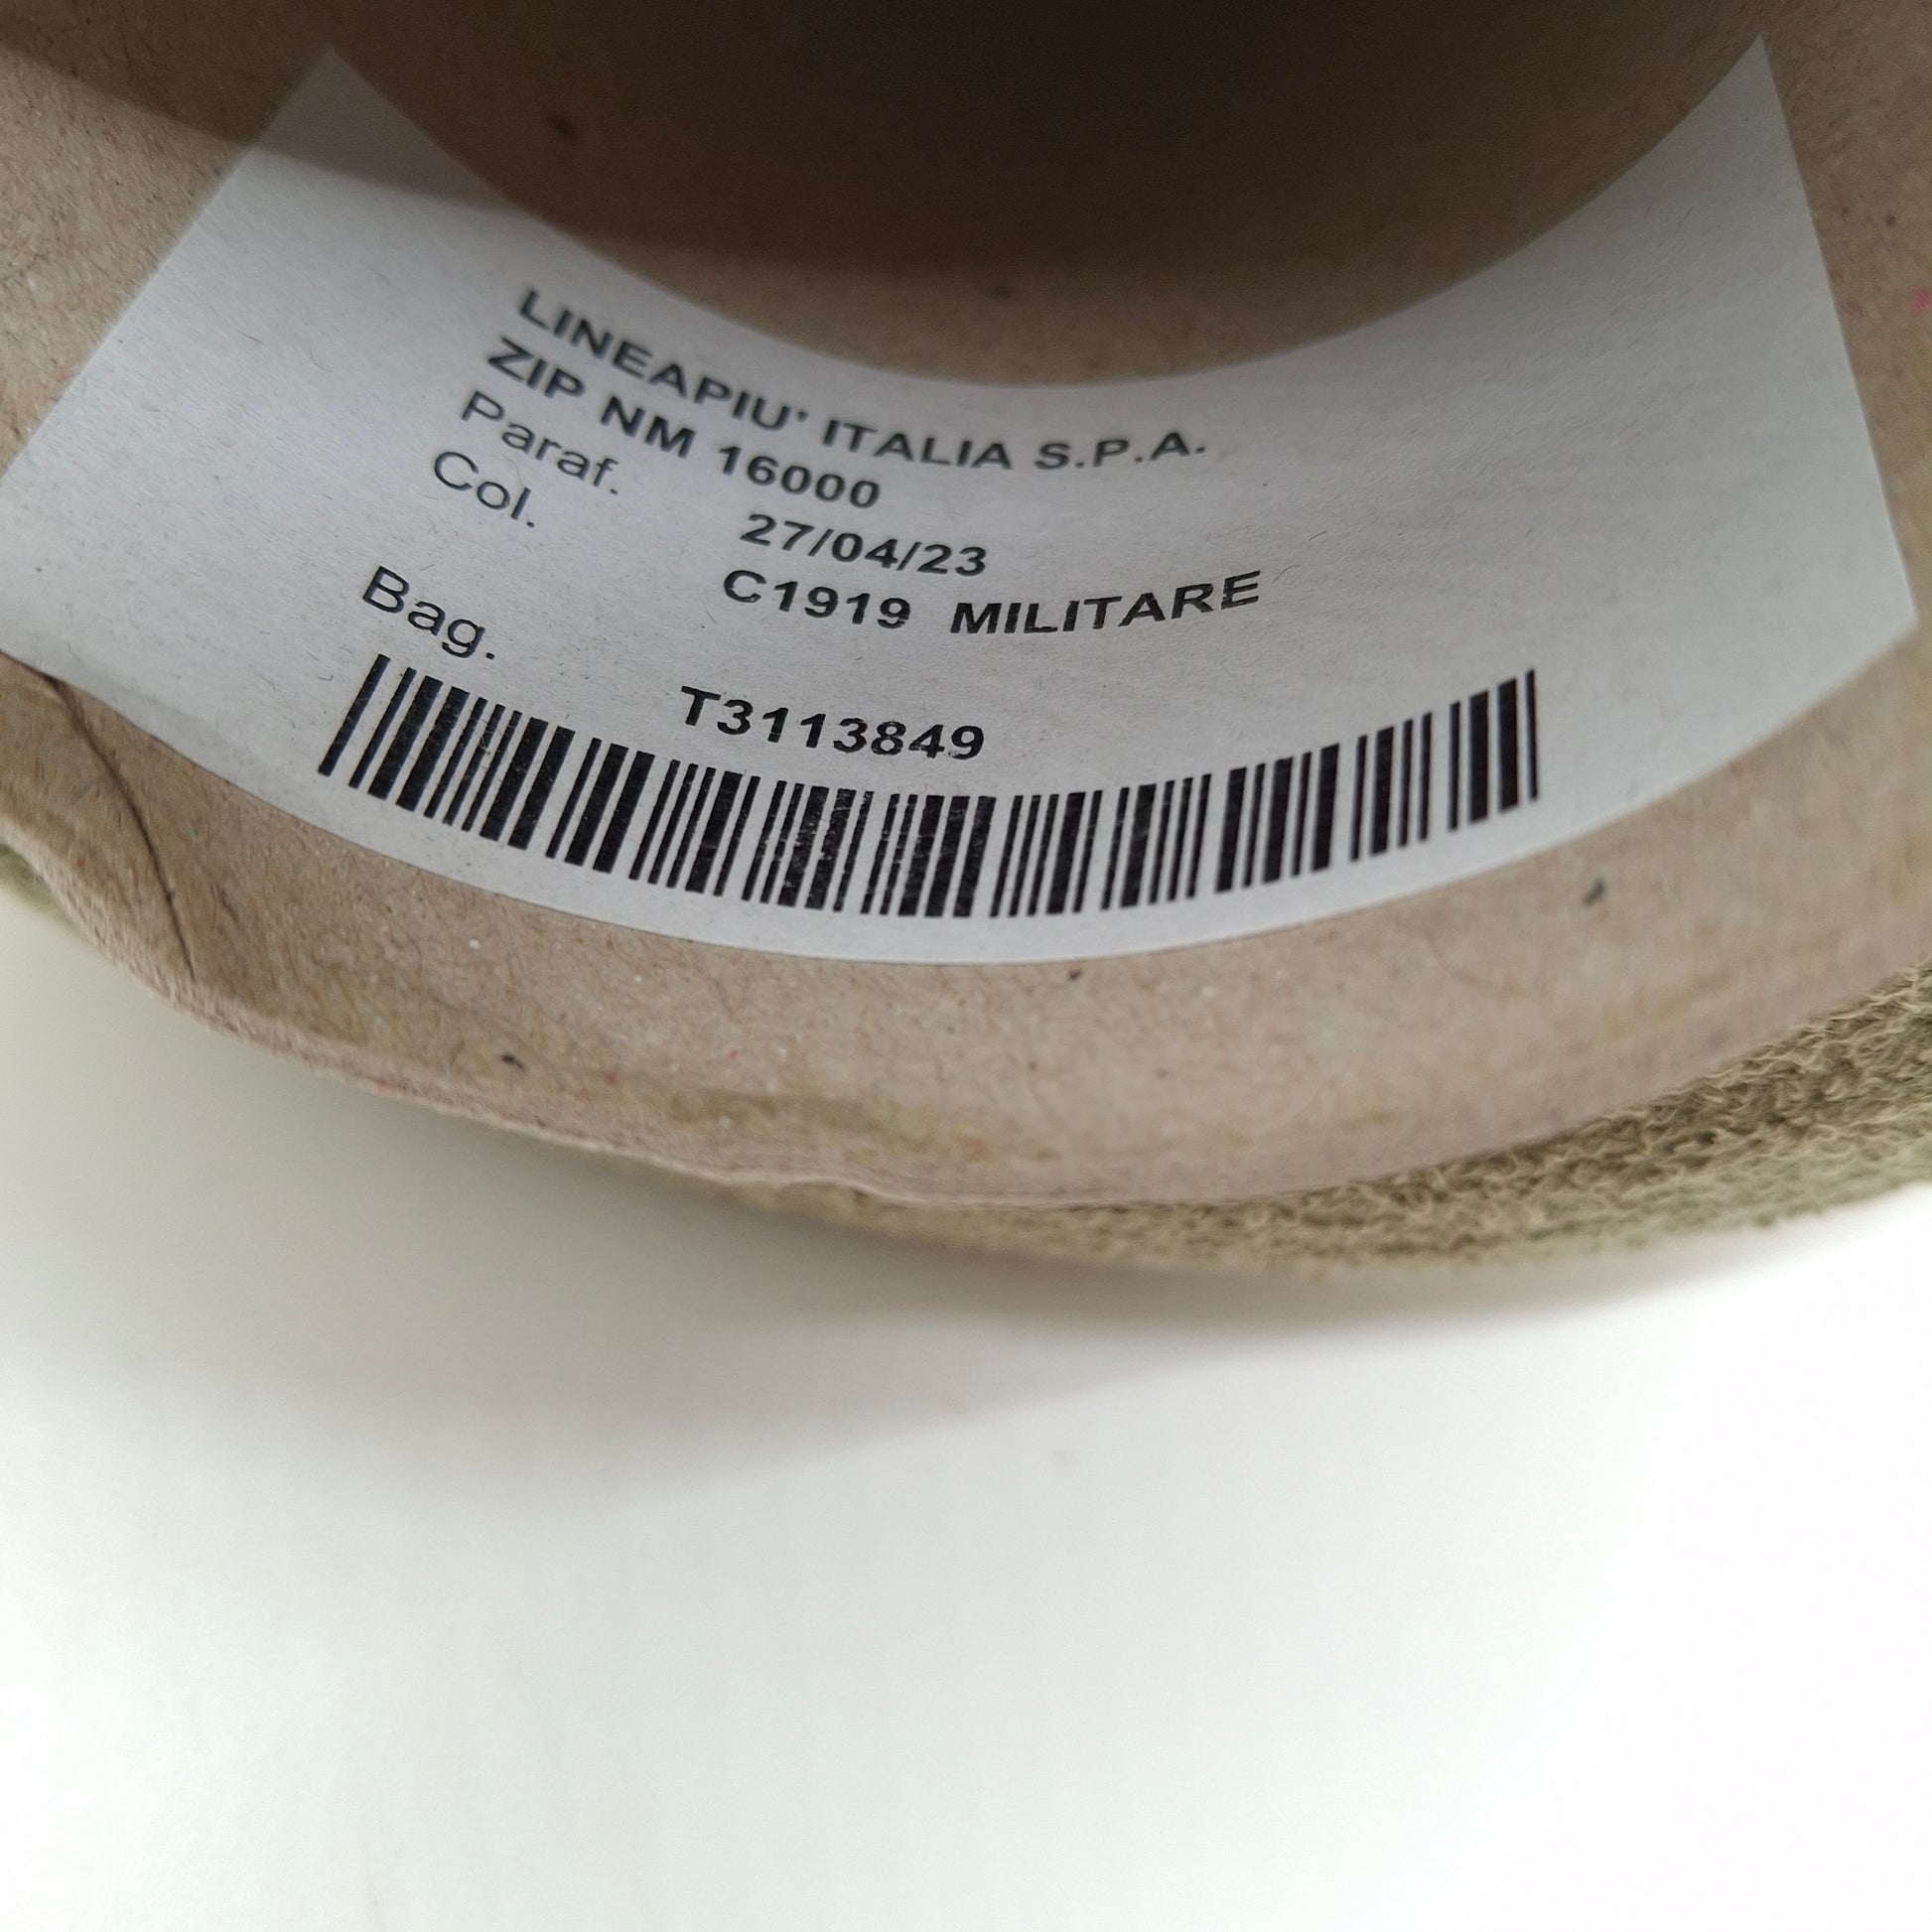 LINEAPIU' ITALIA S.P.A.
ZIP NM 16000
Paraf. 27/04/23
Col. C1919 MILITARE
Bag. T3113849